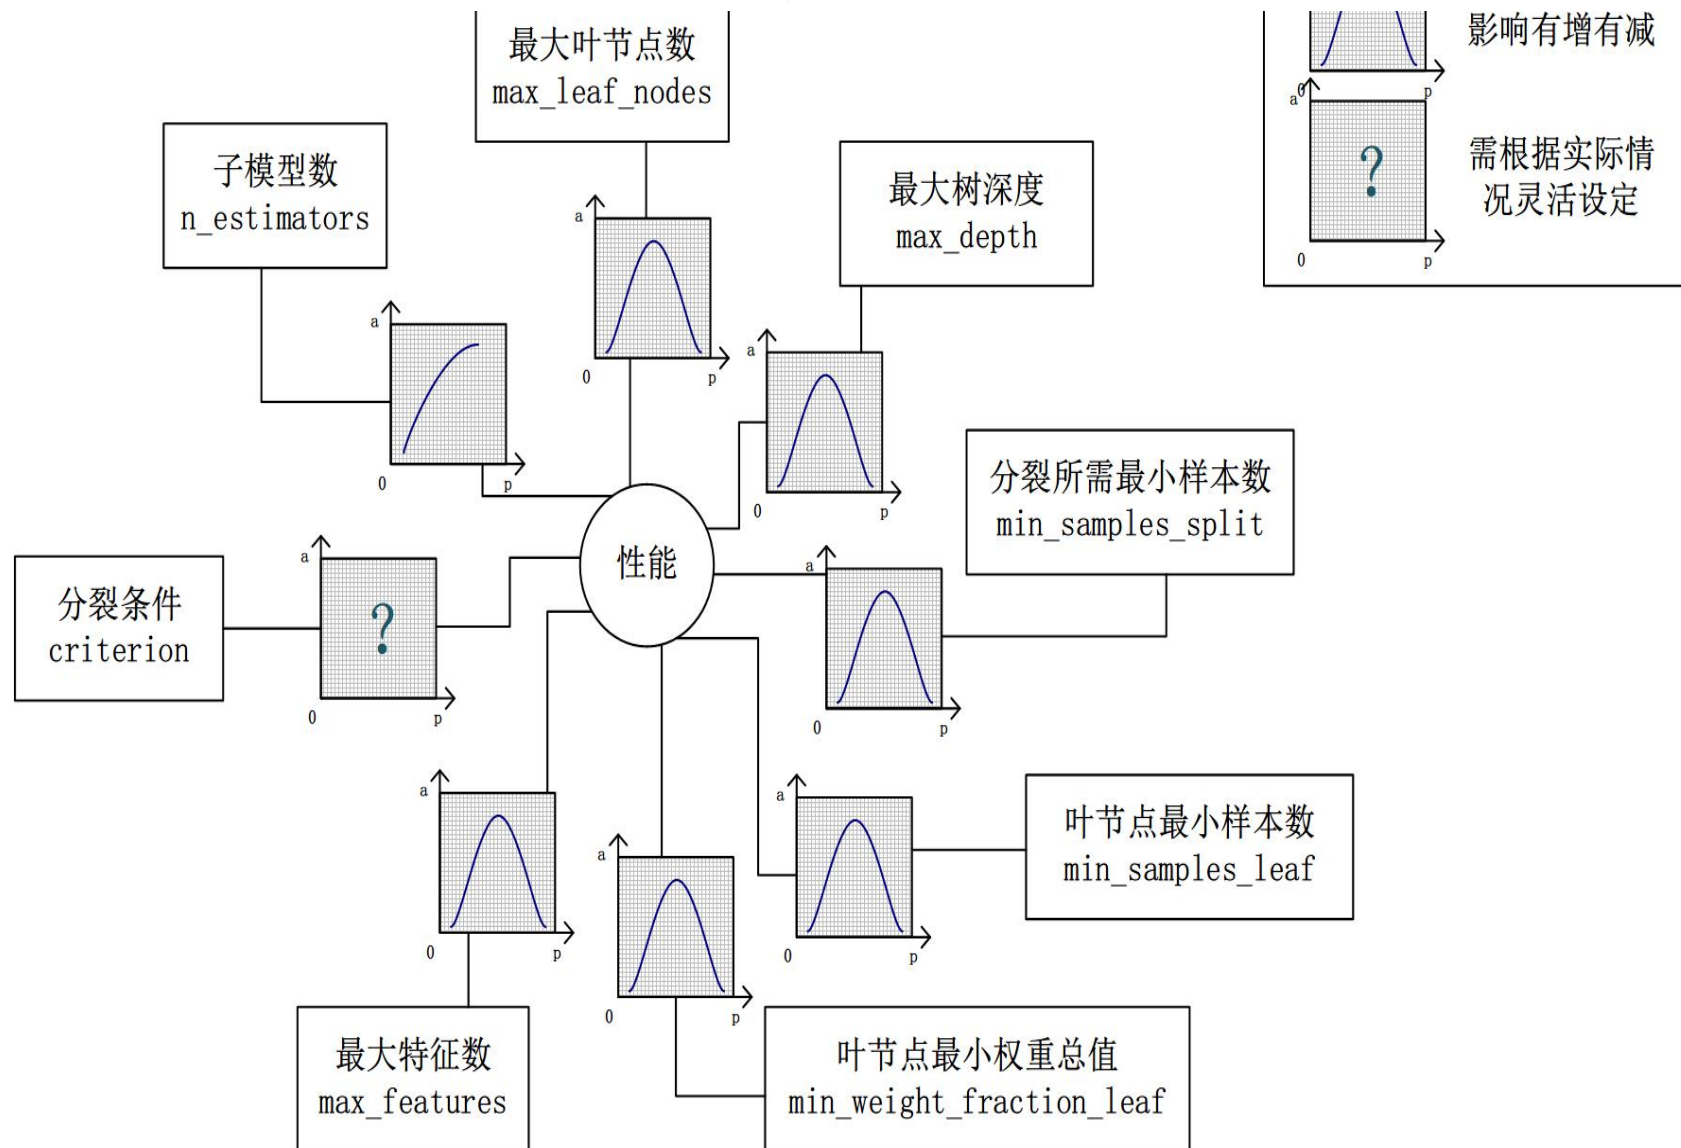 最大叶节点数
max_leaf_nodes
影响有增有减
需根据实际情
况灵活设定
子模型数
n_estimators
最大树深度
max_depth
分裂所需最小样本数
min_samples_split
性能
分裂条件
criterion
叶节点最小样本数
min_samples_leaf
最大特征数
max_features
叶节点最小权重总值
min_weight_fraction_leaf
a
0
p
a
0
p
a
0
p
a
0
p
a
0
p
a
0
p
a
0
p
a
0
p
a
0
p
0
p